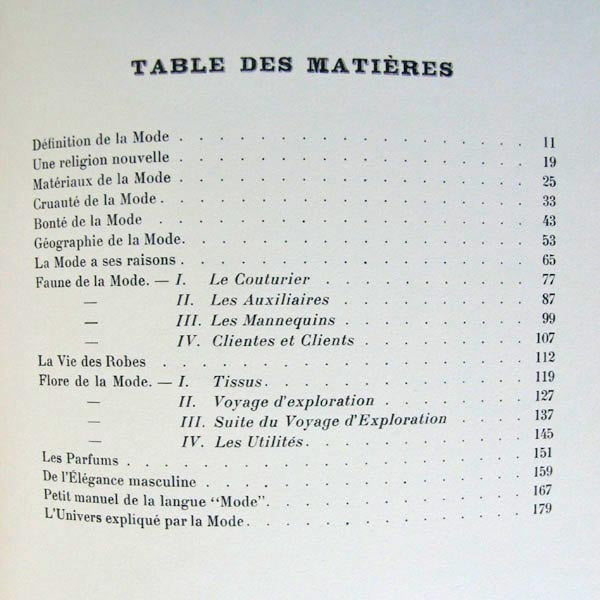 TABLE DES MATIÈRES
Définition de la Mode . . . . . . . . . . . . . . . . 11
Une religion nouvelle . . . . . . . . . . . . . . . . 19
Matériaux de la Mode . . . . . . . . . . . . . . . . 25
Cruauté de la Mode . . . . . . . . . . . . . . . . . 33
Bonté de la Mode . . . . . . . . . . . . . . . . . 43
Géographie de la Mode. . . . . . . . . . . . . . . . 53
La Mode a ses raisons . . . . . . . . . . . . . . . . 65
Faune de la Mode. — I. Le Couturier . . . . . . . . . . 77
— II. Les Auxiliaires . . . . . . . . . 87
— III. Les Mannequins . . . . . . . . . 99
— IV. Clientes et Clients . . . . . . . . 107
La Vie des Robes . . . . . . . . . . . . . . . . . 112
Flore de la Mode. — I. Tissus. . . . . . . . . . . . . 119
— II. Voyage d'exploration . . . . . . . 127
— III. Suite du Voyage d'Exploration . . . . 137
— IV. Les Utilités. . . . . . . . . . . 145
Les Parfums . . . . . . . . . . . . . . . . . . 151
De l'Élégance masculine . . . . . . . . . . . . . . . 159
Petit manuel de la langue “Mode”. . . . . . . . . . . . 167
L'Univers expliqué par la Mode. . . . . . . . . . . . . 179